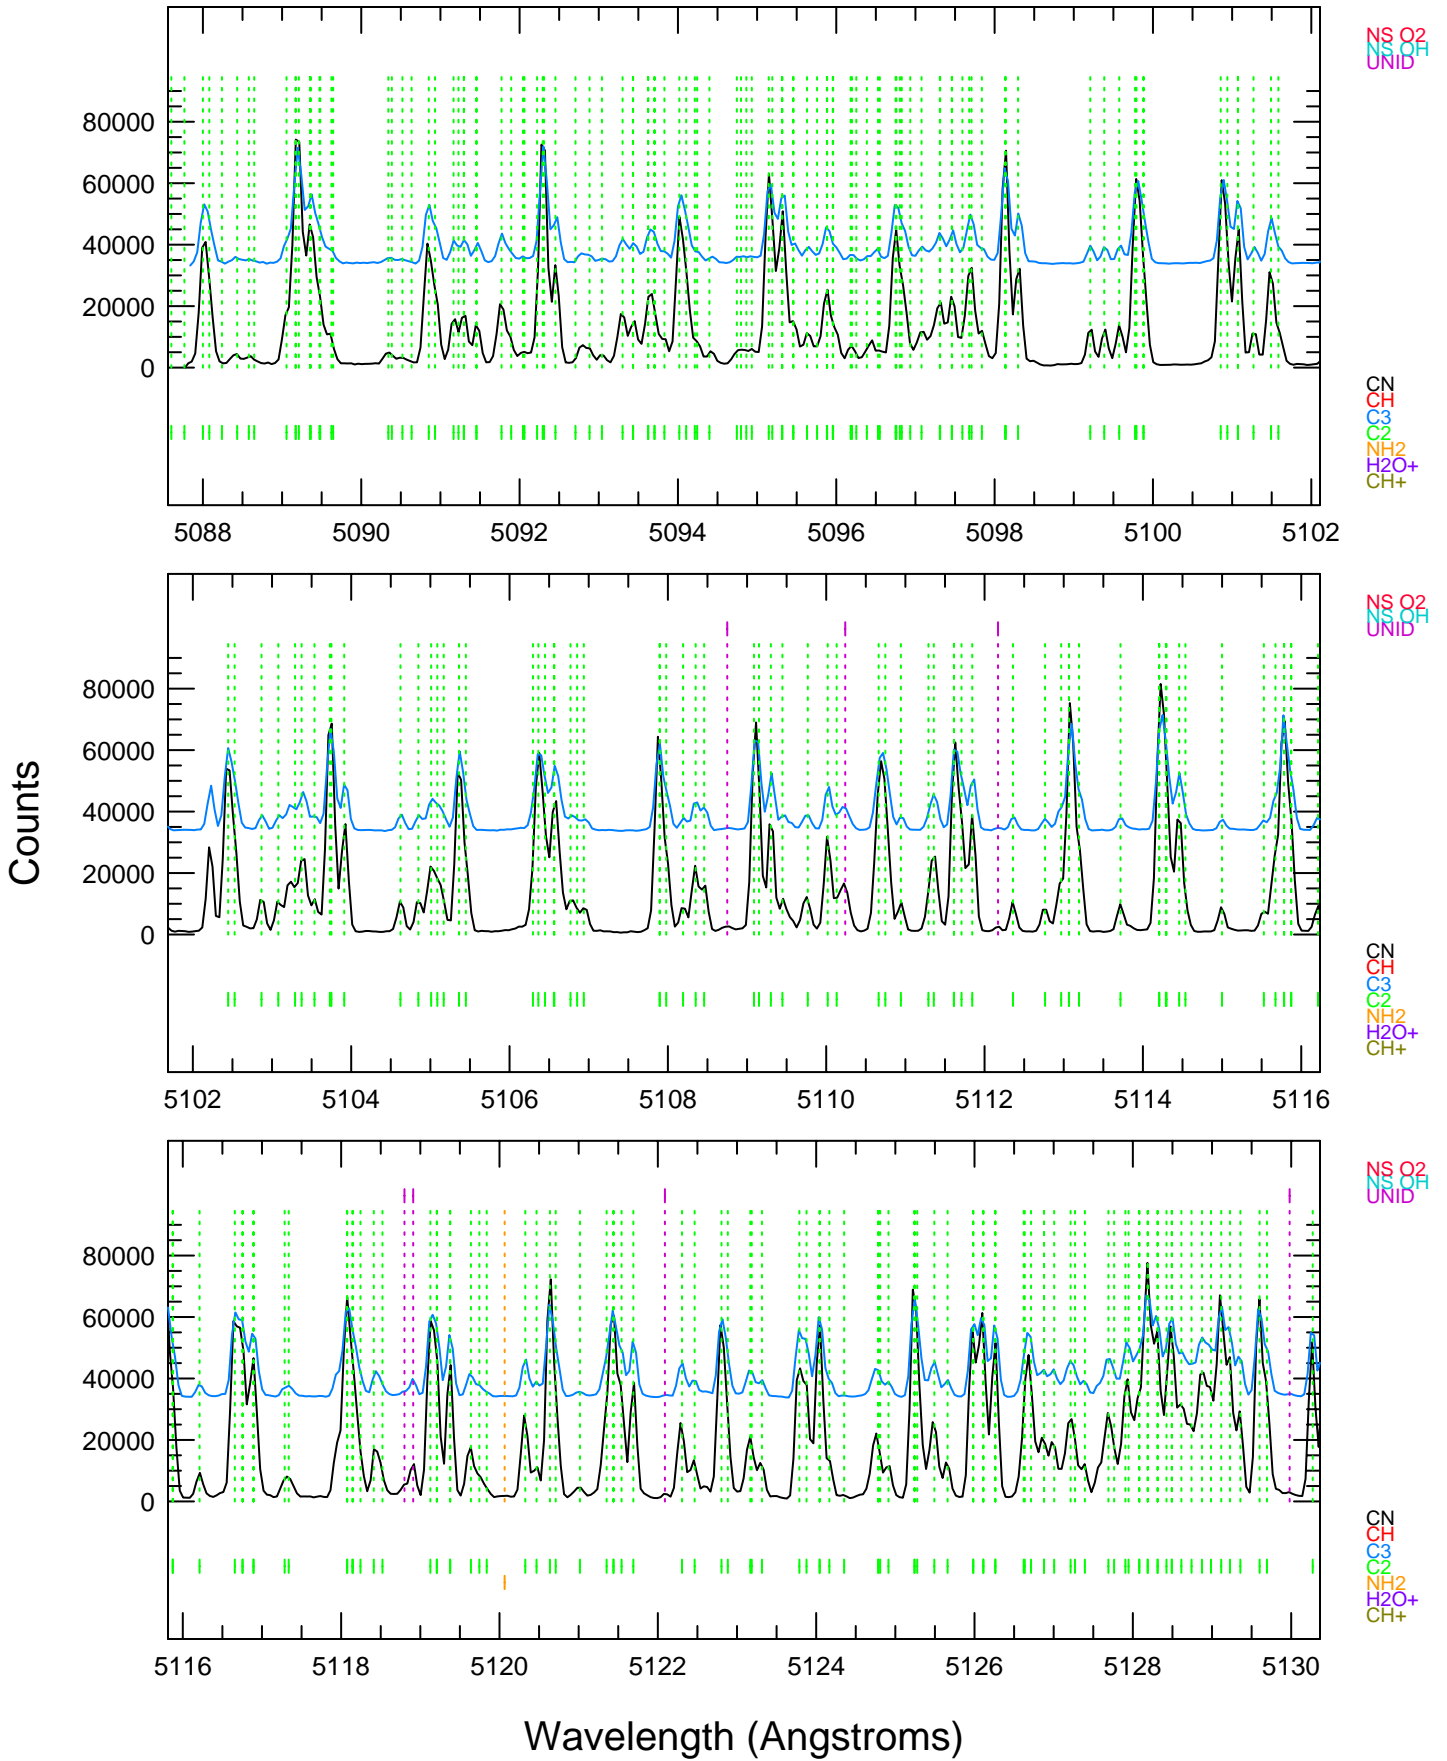 NS O2
NS OH
UNID
80000
60000
40000
20000
0
CN
CH
C3
C2
NH2
H2O+
CH+
5088 5090 5092 5094 5096 5098 5100 5102
NS O2
NS OH
UNID
80000
60000
40000
20000
0
CN
CH
C3
C2
NH2
H2O+
CH+
5102 5104 5106 5108 5110 5112 5114 5116
Counts
NS O2
NS OH
UNID
80000
60000
40000
20000
0
CN
CH
C3
C2
NH2
H2O+
CH+
5116 5118 5120 5122 5124 5126 5128 5130
Wavelength (Angstroms)